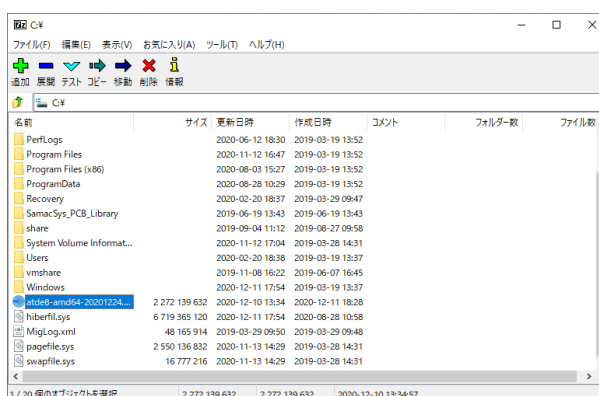 C:¥
ファイル(F) 編集(E) 表示(V) お気に入り(A) ツール(T) ヘルプ(H)
追加 展開 テスト コピー 移動 削除 情報
C:¥
名前 サイズ 更新日時 作成日時 コメント フォルダー数 ファイル数
PerfLogs 2020-06-12 18:30 2019-03-19 13:52
Program Files 2020-11-12 16:47 2019-03-19 13:52
Program Files (x86) 2020-08-03 15:27 2019-03-19 13:52
ProgramData 2020-08-28 10:29 2019-03-19 13:52
Recovery 2020-02-20 18:37 2019-03-29 09:47
SamacSys_PCB_Library 2019-06-19 13:43 2019-06-19 13:43
share 2019-09-04 11:12 2019-08-27 09:58
System Volume Informat... 2020-11-12 17:04 2019-03-28 14:31
Users 2020-02-20 18:38 2019-03-19 13:37
vmshare 2019-11-08 16:22 2019-06-07 16:45
Windows 2020-12-11 17:54 2019-03-19 13:37
atde8-amd64-20201224.... 2 272 139 632 2020-12-10 13:34 2020-12-11 18:28
hiberfil.sys 6 719 365 120 2020-12-11 17:54 2020-08-28 10:58
MigLog.xml 48 165 914 2019-03-29 09:50 2019-03-29 09:48
pagefile.sys 2 550 136 832 2020-11-13 14:29 2019-03-28 14:31
swapfile.sys 16 777 216 2020-11-13 14:29 2019-03-28 14:31
1 / 20 個のオブジェクトを選択 2 272 139 632 2 272 139 632 2020-12-10 13:34:57